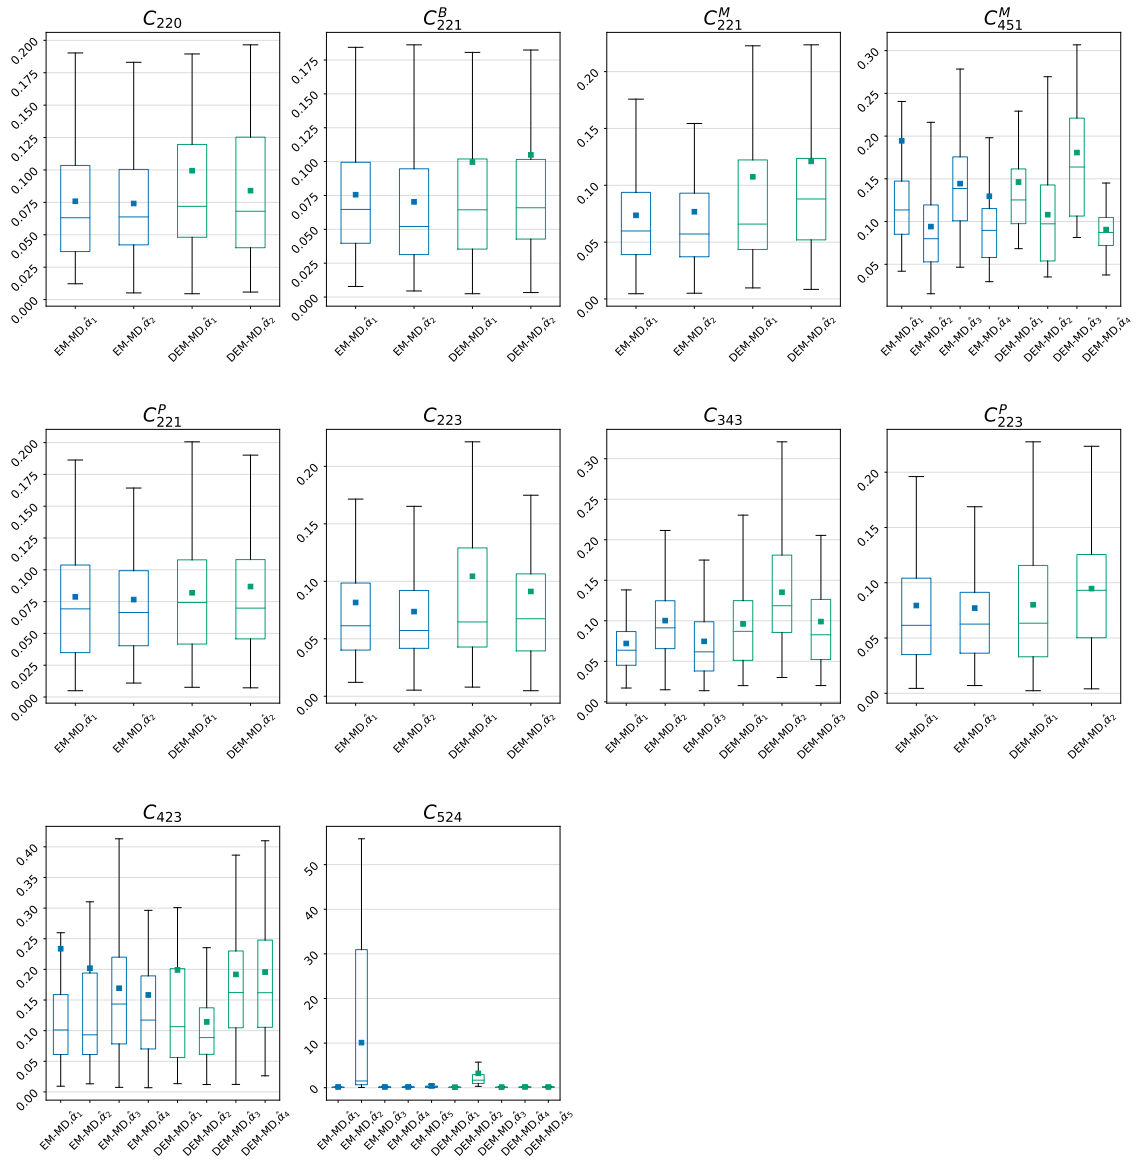 C₂₂₀
0.200
0.175
0.150
0.125
0.100
0.075
0.050
0.025
0.000
EM-MD,α̂₁
EM-MD,α̂₂
DEM-MD,α̂₁
DEM-MD,α̂₂
C₂₂₁ᴮ
0.175
0.150
0.125
0.100
0.075
0.050
0.025
0.000
EM-MD,α̂₁
EM-MD,α̂₂
DEM-MD,α̂₁
DEM-MD,α̂₂
C₂₂₁ᴹ
0.20
0.15
0.10
0.05
0.00
EM-MD,α̂₁
EM-MD,α̂₂
DEM-MD,α̂₁
DEM-MD,α̂₂
C₄₅₁ᴹ
0.30
0.25
0.20
0.15
0.10
0.05
EM-MD,α̂₁
EM-MD,α̂₂
EM-MD,α̂₃
EM-MD,α̂₄
DEM-MD,α̂₁
DEM-MD,α̂₂
DEM-MD,α̂₃
DEM-MD,α̂₄
C₂₂₁ᴾ
0.200
0.175
0.150
0.125
0.100
0.075
0.050
0.025
0.000
EM-MD,α̂₁
EM-MD,α̂₂
DEM-MD,α̂₁
DEM-MD,α̂₂
C₂₂₃
0.20
0.15
0.10
0.05
0.00
EM-MD,α̂₁
EM-MD,α̂₂
DEM-MD,α̂₁
DEM-MD,α̂₂
C₃₄₃
0.30
0.25
0.20
0.15
0.10
0.05
0.00
EM-MD,α̂₁
EM-MD,α̂₂
EM-MD,α̂₃
DEM-MD,α̂₁
DEM-MD,α̂₂
DEM-MD,α̂₃
C₂₂₃ᴾ
0.20
0.15
0.10
0.05
0.00
EM-MD,α̂₁
EM-MD,α̂₂
DEM-MD,α̂₁
DEM-MD,α̂₂
C₄₂₃
0.40
0.35
0.30
0.25
0.20
0.15
0.10
0.05
0.00
EM-MD,α̂₁
EM-MD,α̂₂
EM-MD,α̂₃
EM-MD,α̂₄
DEM-MD,α̂₁
DEM-MD,α̂₂
DEM-MD,α̂₃
DEM-MD,α̂₄
C₅₂₄
50
40
30
20
10
0
EM-MD,α̂₁
EM-MD,α̂₂
EM-MD,α̂₃
EM-MD,α̂₄
EM-MD,α̂₅
DEM-MD,α̂₁
DEM-MD,α̂₂
DEM-MD,α̂₃
DEM-MD,α̂₄
DEM-MD,α̂₅